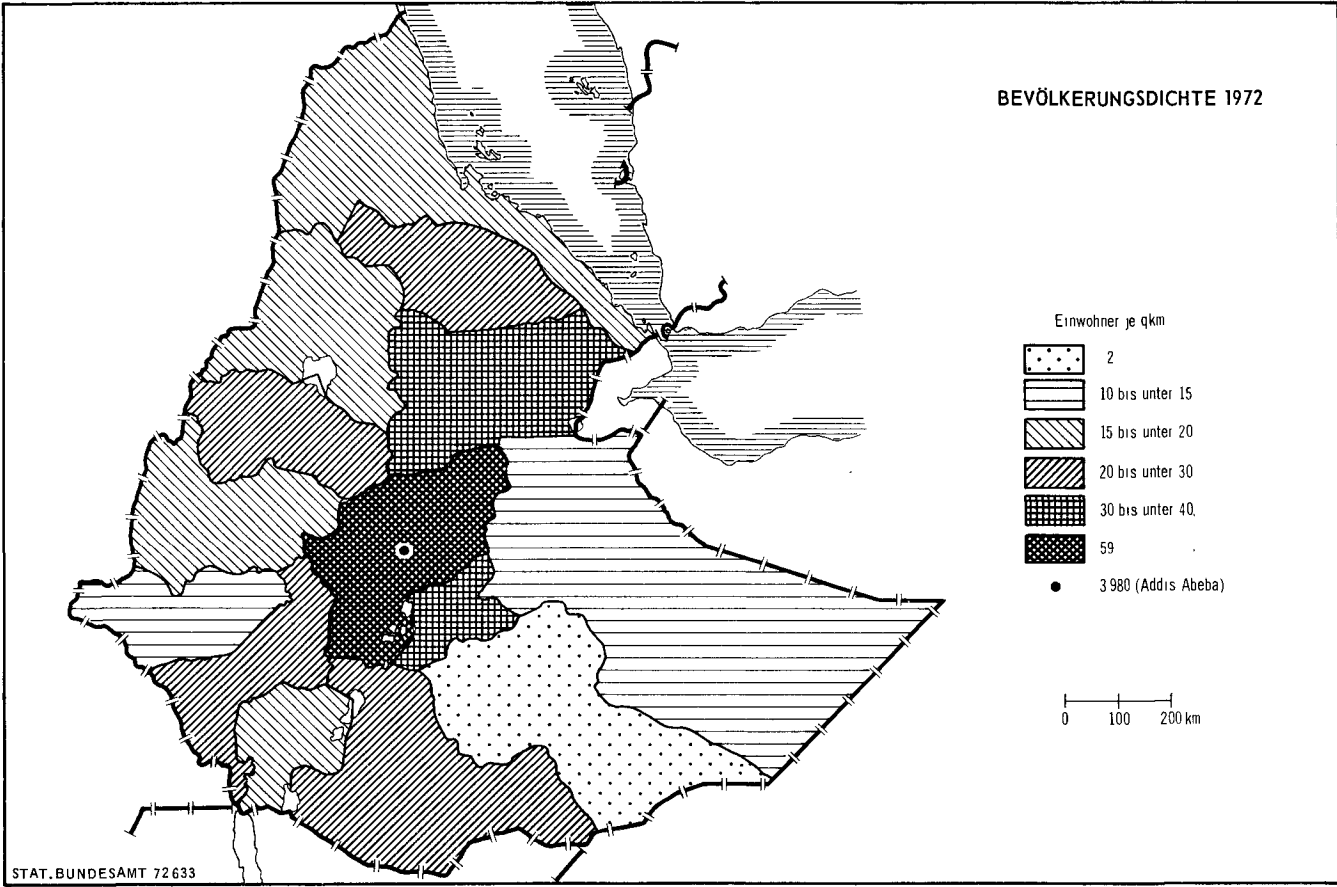 BEVÖLKERUNGSDICHTE 1972
Einwohner je qkm
2
10 bis unter 15
15 bis unter 20
20 bis unter 30
30 bis unter 40
59
3 980 (Addis Abeba)
0 100 200 km
STAT. BUNDESAMT 72 633